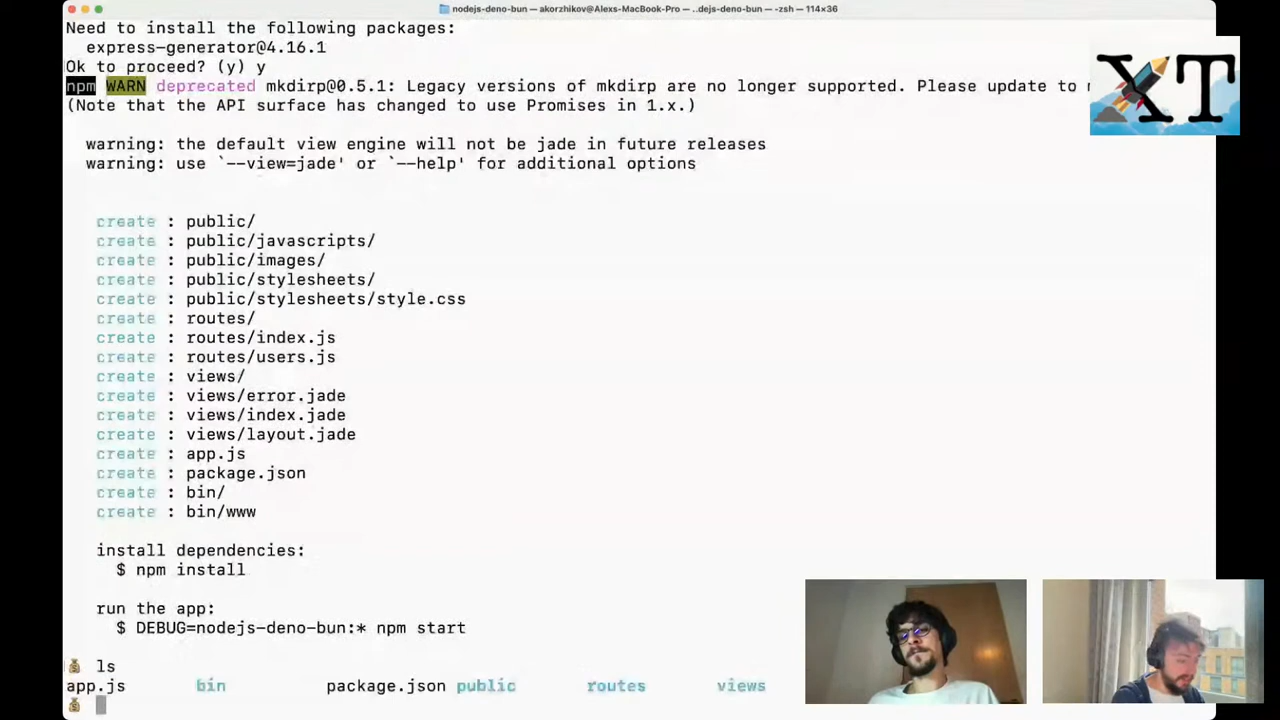 nodejs-deno-bun — akorzhikov@Alexs-MacBook-Pro — ..dejs-deno-bun — -zsh — 114×36
Need to install the following packages:
express-generator@4.16.1
Ok to proceed? (y) y
npm WARN deprecated mkdirp@0.5.1: Legacy versions of mkdirp are no longer supported. Please update to
(Note that the API surface has changed to use Promises in 1.x.)
XT
warning: the default view engine will not be jade in future releases
warning: use `--view=jade' or `--help' for additional options
create : public/
create : public/javascripts/
create : public/images/
create : public/stylesheets/
create : public/stylesheets/style.css
create : routes/
create : routes/index.js
create : routes/users.js
create : views/
create : views/error.jade
create : views/index.jade
create : views/layout.jade
create : app.js
create : package.json
create : bin/
create : bin/www
install dependencies:
$ npm install
run the app:
$ DEBUG=nodejs-deno-bun:* npm start
ls
app.js bin package.json public routes views